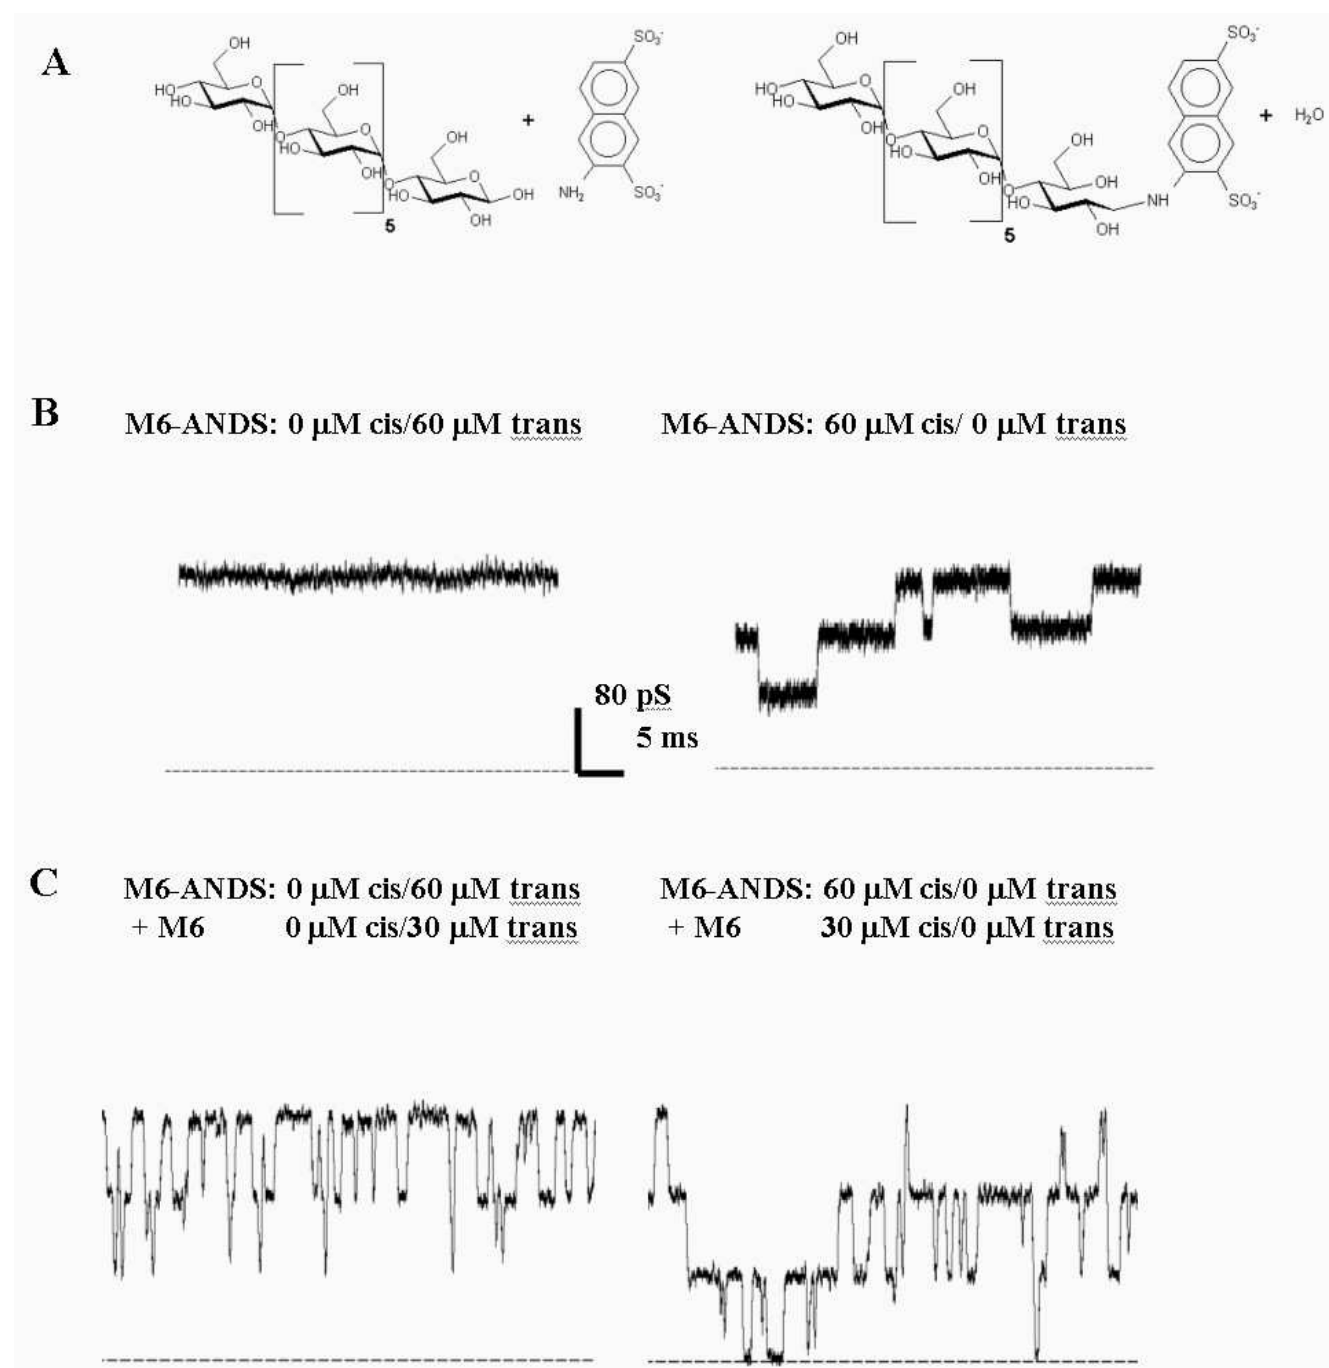 A
OH
HO
HO
OH
O
O
OH
HO
OH
O
O
OH
HO
OH
O
OH
5
+
SO₃⁻
NH₂
SO₃⁻
OH
HO
HO
OH
O
O
OH
HO
OH
O
O
OH
HO
OH
OH
NH
5
SO₃⁻
SO₃⁻
+ H₂O
B
M6-ANDS: 0 μM cis/60 μM trans
M6-ANDS: 60 μM cis/ 0 μM trans
80 pS
5 ms
C
M6-ANDS: 0 μM cis/60 μM trans
+ M6 0 μM cis/30 μM trans
M6-ANDS: 60 μM cis/0 μM trans
+ M6 30 μM cis/0 μM trans